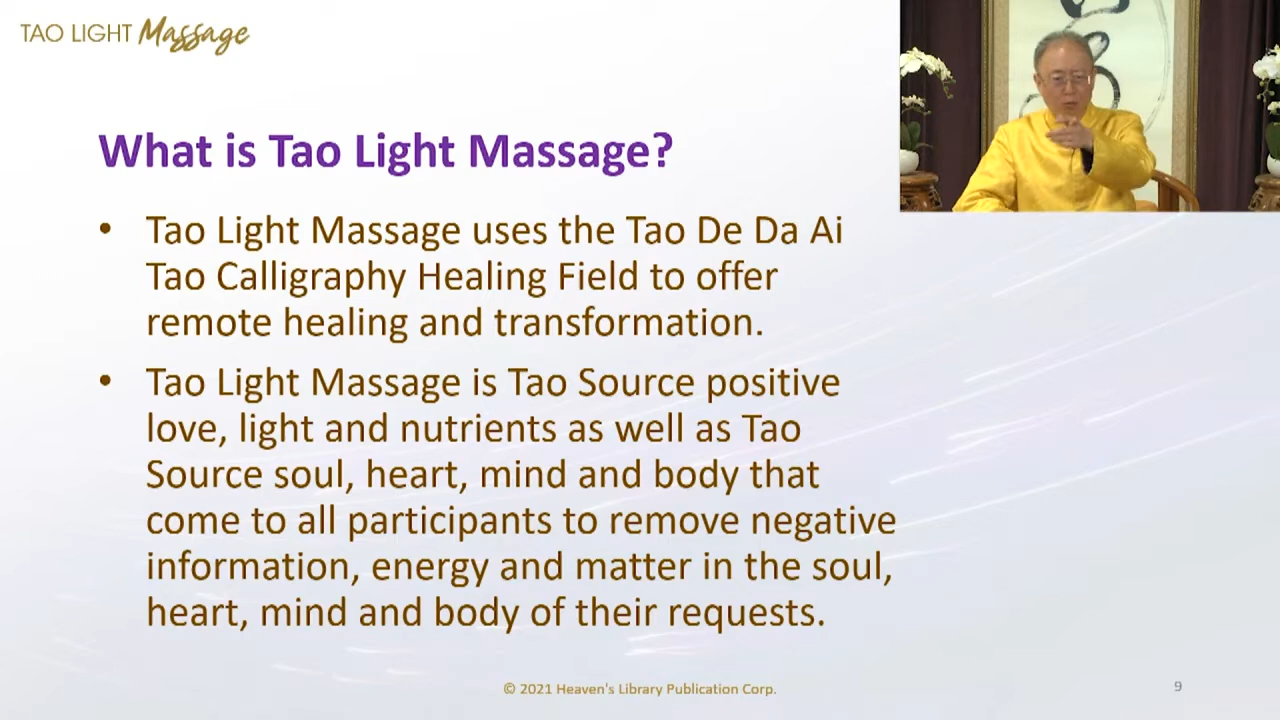 TAO LIGHT Massage
What is Tao Light Massage?
• Tao Light Massage uses the Tao De Da Ai
Tao Calligraphy Healing Field to offer
remote healing and transformation.
• Tao Light Massage is Tao Source positive
love, light and nutrients as well as Tao
Source soul, heart, mind and body that
come to all participants to remove negative
information, energy and matter in the soul,
heart, mind and body of their requests.
© 2021 Heaven's Library Publication Corp.
9